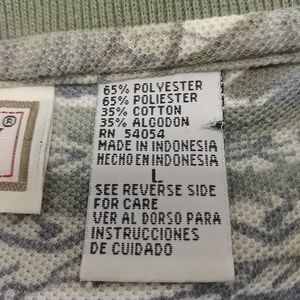 65% POLYESTER
65% POLIESTER
35% COTTON
35% ALGODON
RN 54054
MADE IN INDONESIA
HECHO EN INDONESIA
L
SEE REVERSE SIDE
FOR CARE
VER AL DORSO PARA
INSTRUCCIONES
DE CUIDADO
®